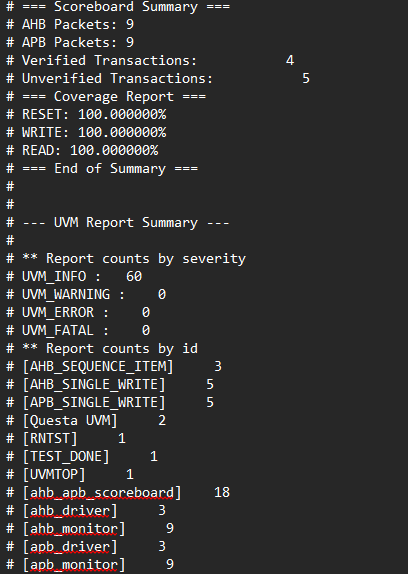 # === Scoreboard Summary ===
# AHB Packets: 9
# APB Packets: 9
# Verified Transactions:           4
# Unverified Transactions:           5
# === Coverage Report ===
# RESET: 100.000000%
# WRITE: 100.000000%
# READ: 100.000000%
# === End of Summary ===
#
#
# --- UVM Report Summary ---
#
# ** Report counts by severity
# UVM_INFO :   60
# UVM_WARNING :    0
# UVM_ERROR :    0
# UVM_FATAL :    0
# ** Report counts by id
# [AHB_SEQUENCE_ITEM]     3
# [AHB_SINGLE_WRITE]     5
# [APB_SINGLE_WRITE]     5
# [Questa UVM]     2
# [RNTST]     1
# [TEST_DONE]     1
# [UVMTOP]     1
# [ahb_apb_scoreboard]    18
# [ahb_driver]     3
# [ahb_monitor]     9
# [apb_driver]     3
# [apb_monitor]     9